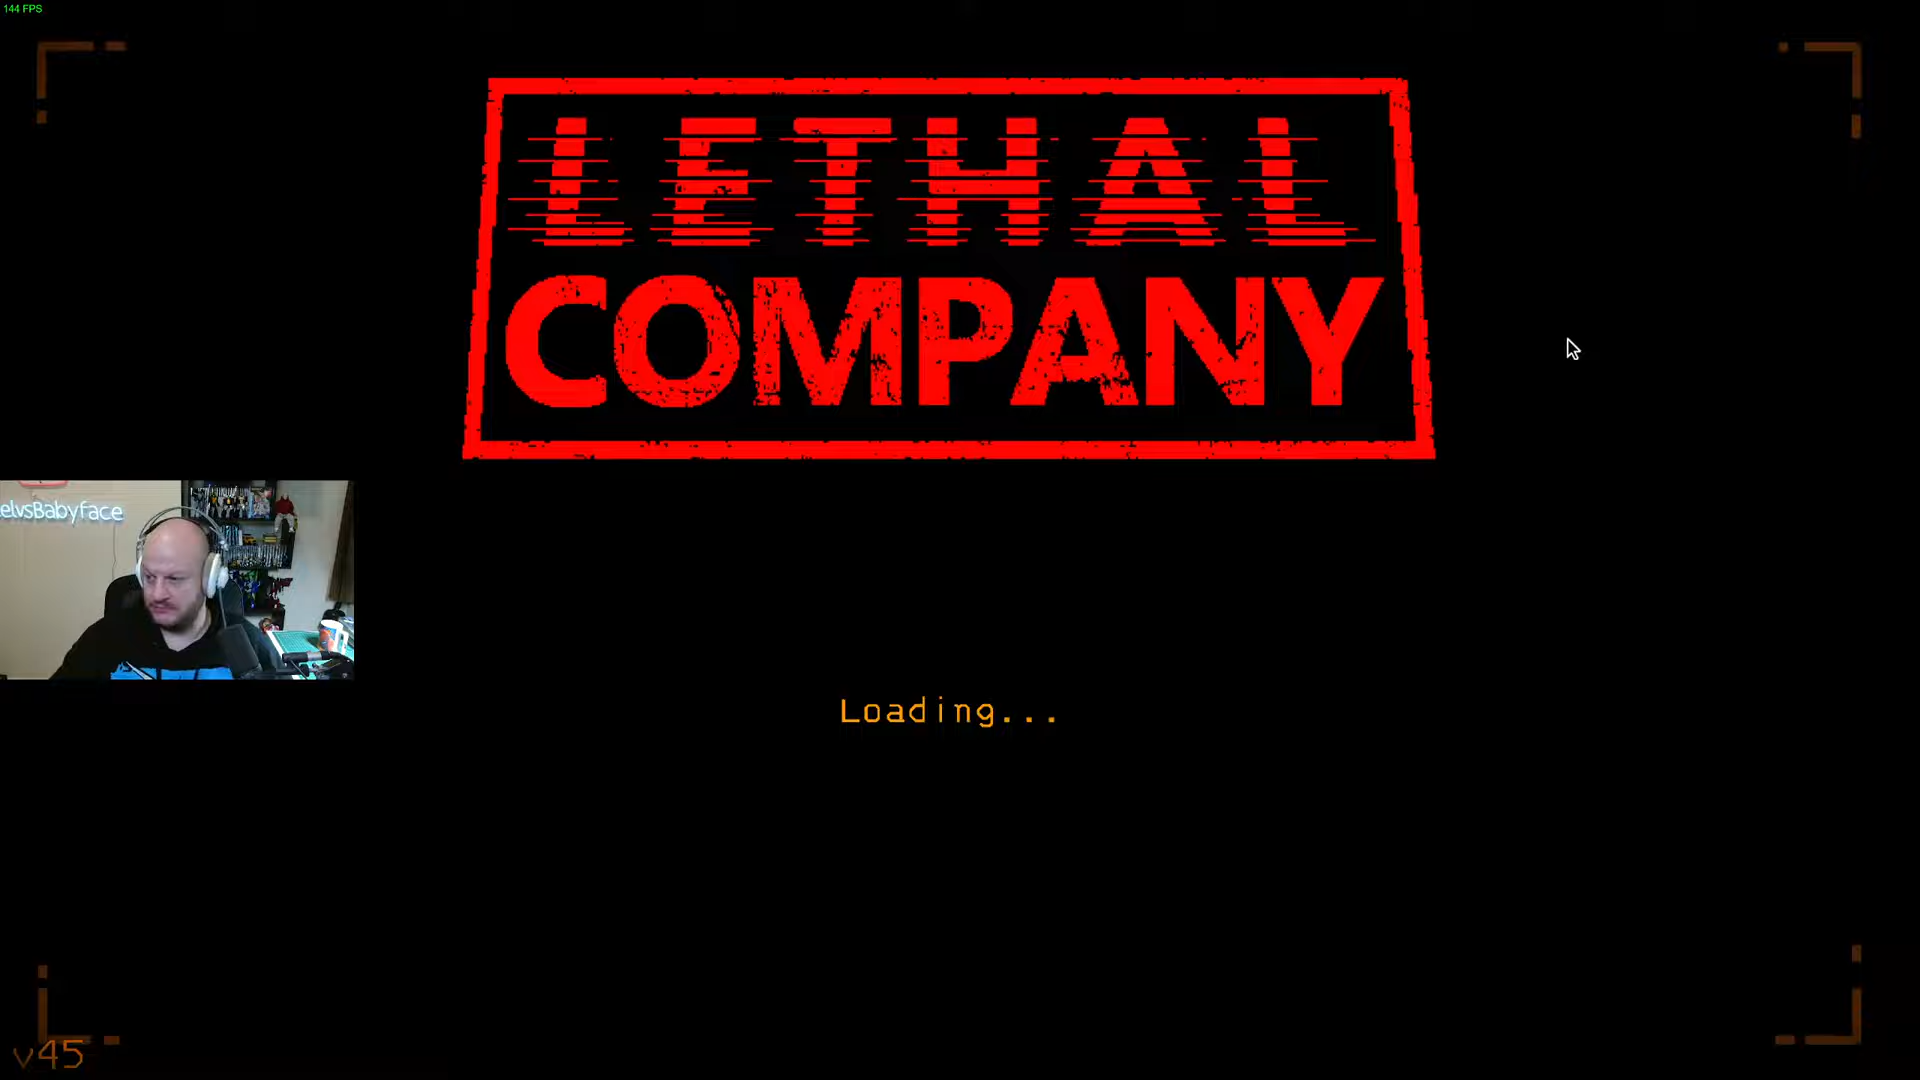 144 FPS
LETHAL
COMPANY
elvsBabyface
Loading...
v45